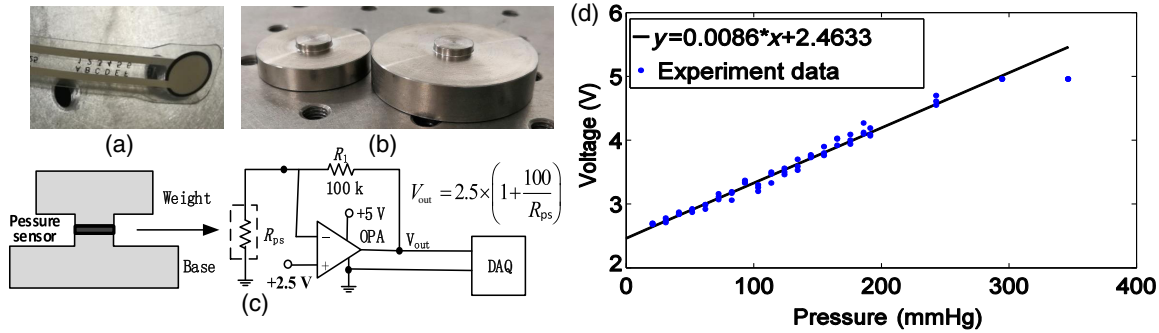 (a)
(b)
R1
100 k
Vout = 2.5×(1+100/Rps)
Weight
Pessure
sensor
Base
Rps
+5 V
OPA
−
+
Vout
+2.5 V
DAQ
(c)
(d)
y=0.0086*x+2.4633
Experiment data
Voltage (V)
6
5
4
3
2
0
100
200
300
400
Pressure (mmHg)